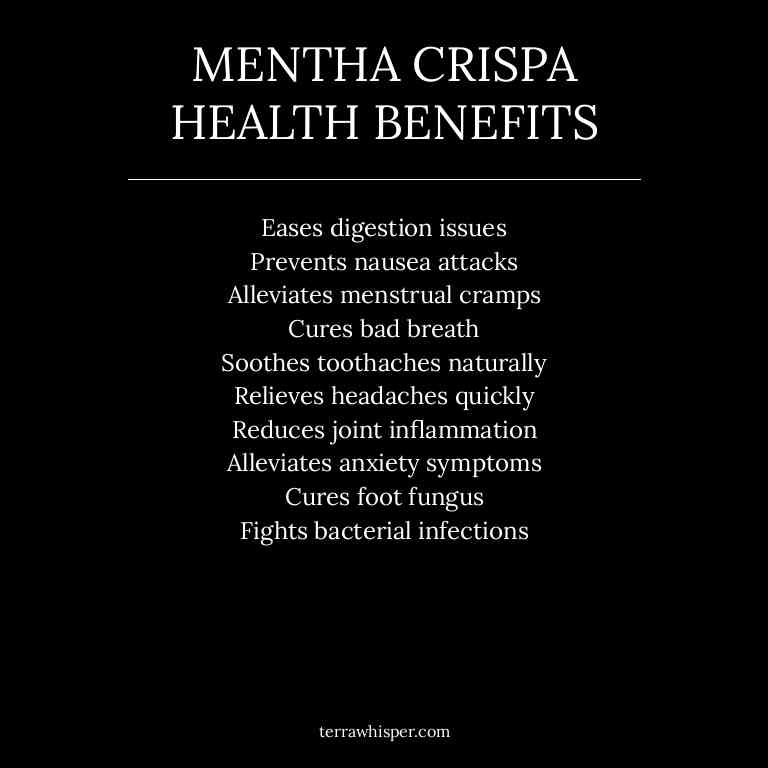 MENTHA CRISPA
HEALTH BENEFITS
Eases digestion issues
Prevents nausea attacks
Alleviates menstrual cramps
Cures bad breath
Soothes toothaches naturally
Relieves headaches quickly
Reduces joint inflammation
Alleviates anxiety symptoms
Cures foot fungus
Fights bacterial infections
terrawhisper.com